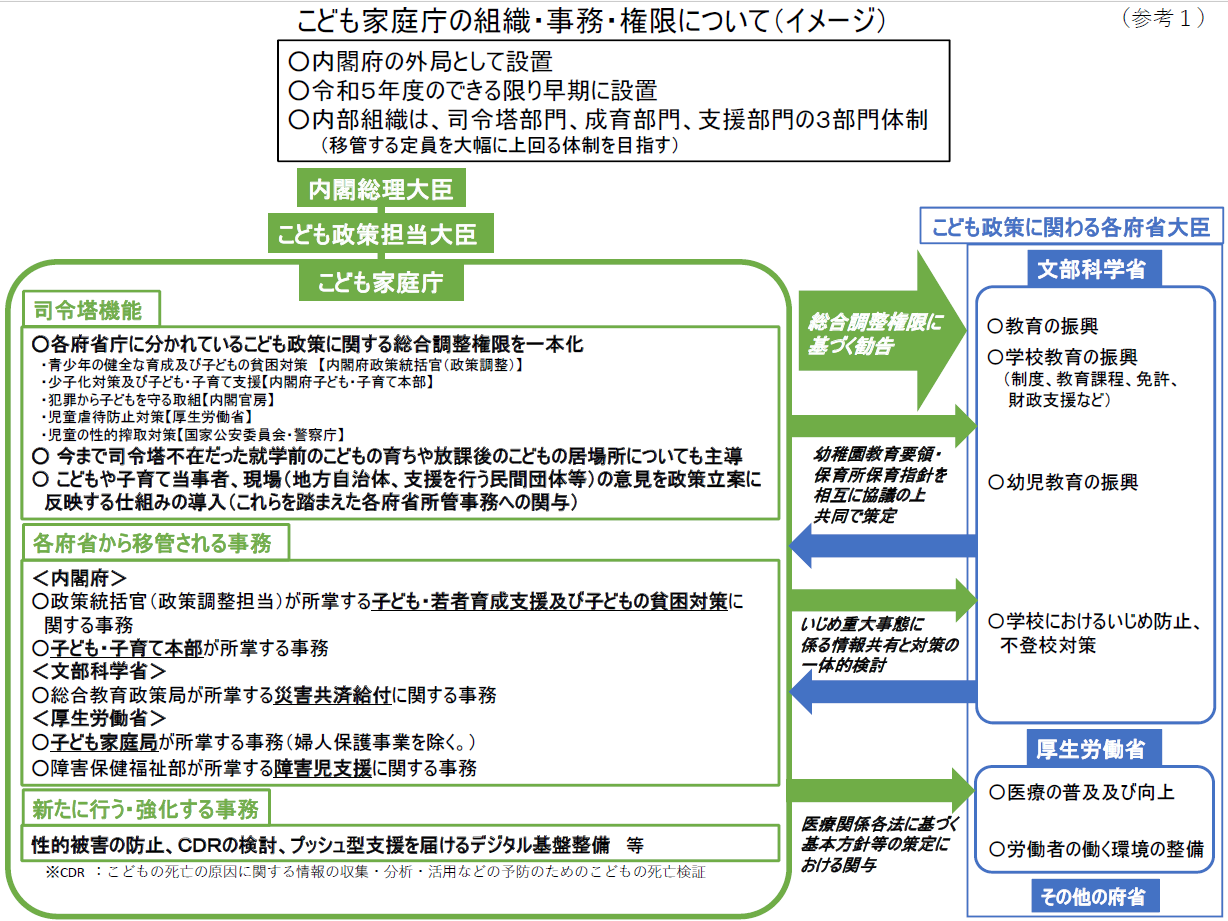 こども家庭庁の組織・事務・権限について(イメージ)
(参考１)
〇内閣府の外局として設置
〇令和５年度のできる限り早期に設置
〇内部組織は、司令塔部門、成育部門、支援部門の３部門体制
(移管する定員を大幅に上回る体制を目指す)
内閣総理大臣
こども政策担当大臣
こども家庭庁
司令塔機能
〇各府省庁に分かれているこども政策に関する総合調整権限を一本化
・青少年の健全な育成及び子どもの貧困対策 【内閣府政策統括官(政策調整)】
・少子化対策及び子ども・子育て支援【内閣府子ども・子育て本部】
・犯罪から子どもを守る取組【内閣官房】
・児童虐待防止対策【厚生労働省】
・児童の性的搾取対策【国家公安委員会・警察庁】
〇 今まで司令塔不在だった就学前のこどもの育ちや放課後のこどもの居場所についても主導
〇 こどもや子育て当事者、現場(地方自治体、支援を行う民間団体等)の意見を政策立案に
反映する仕組みの導入(これらを踏まえた各府省所管事務への関与)
各府省から移管される事務
＜内閣府＞
〇政策統括官(政策調整担当)が所掌する子ども・若者育成支援及び子どもの貧困対策に
関する事務
〇子ども・子育て本部が所掌する事務
＜文部科学省＞
〇総合教育政策局が所掌する災害共済給付に関する事務
＜厚生労働省＞
〇子ども家庭局が所掌する事務(婦人保護事業を除く。)
〇障害保健福祉部が所掌する障害児支援に関する事務
新たに行う・強化する事務
性的被害の防止、CDRの検討、プッシュ型支援を届けるデジタル基盤整備 等
※CDR ：こどもの死亡の原因に関する情報の収集・分析・活用などの予防のためのこどもの死亡検証
総合調整権限に
基づく勧告
幼稚園教育要領・
保育所保育指針を
相互に協議の上
共同で策定
いじめ重大事態に
係る情報共有と対策の
一体的検討
医療関係各法に基づく
基本方針等の策定に
おける関与
こども政策に関わる各府省大臣
文部科学省
〇教育の振興
〇学校教育の振興
(制度、教育課程、免許、
財政支援など)
〇幼児教育の振興
〇学校におけるいじめ防止、
不登校対策
厚生労働省
〇医療の普及及び向上
〇労働者の働く環境の整備
その他の府省